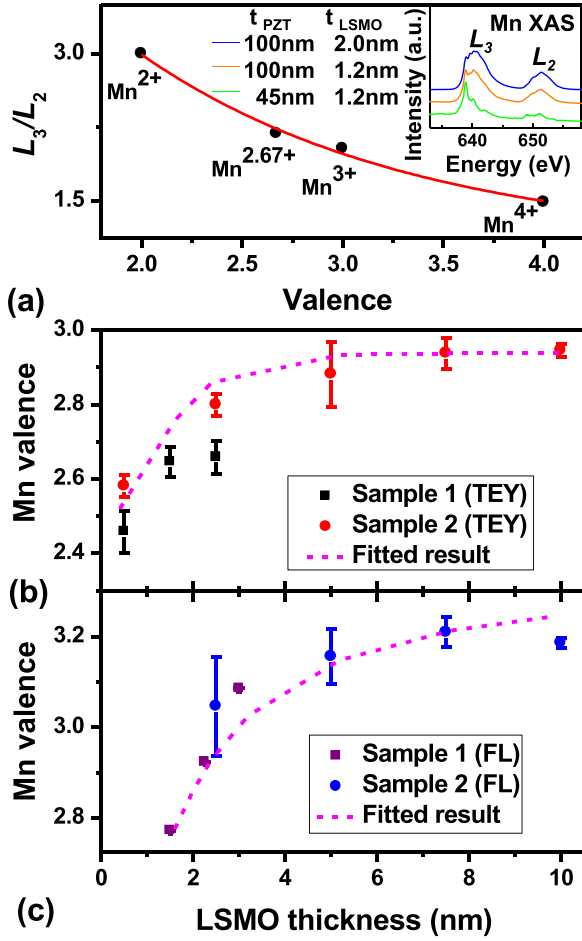 t PZT t LSMO
100nm 2.0nm
100nm 1.2nm
45nm 1.2nm
Mn XAS
L3
L2
Intensity (a.u.)
640 650
Energy (eV)
3.0
1.5
L3/L2
Mn2+
Mn2.67+
Mn3+
Mn4+
2.0 2.5 3.0 3.5 4.0
(a) Valence
3.0
2.8
2.6
2.4
Mn valence
Sample 1 (TEY)
Sample 2 (TEY)
Fitted result
(b)
3.2
3.0
2.8
Mn valence
Sample 1 (FL)
Sample 2 (FL)
Fitted result
0 2 4 6 8 10
(c) LSMO thickness (nm)